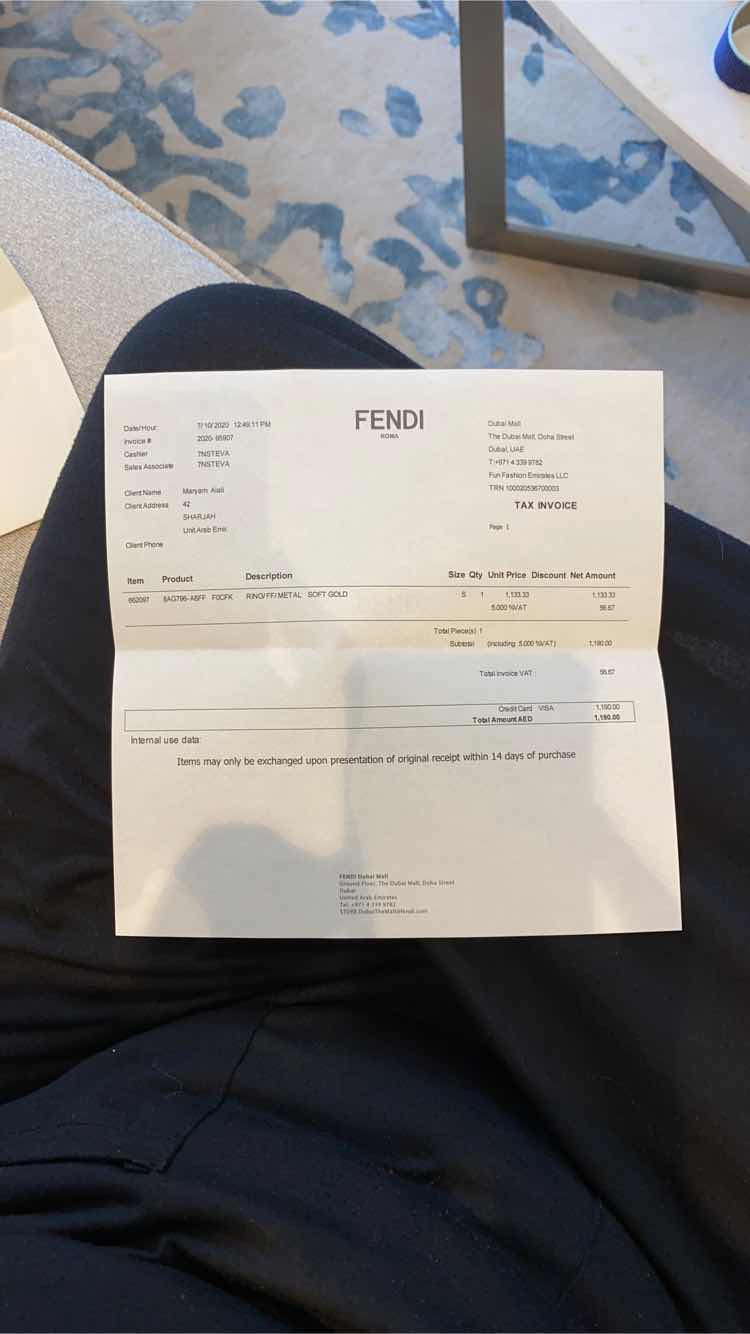 FENDI
ROMA
Date/Hour 7/10/2020 12:49:11 PM
Invoice # 2020-65907
Cashier 7NSTEVA
Sales Associate 7NSTEVA
Client Name Maryam Alali
Client Address 42
SHARJAH
Unit.Arab Emir.
Client Phone
Dubai Mall
The Dubai Mall, Doha Street
Dubai, UAE
T:+971 4 339 9782
Fun Fashion Emirates LLC
TRN 100020536700003
TAX INVOICE
Page 1
Item Product Description Size Qty Unit Price Discount Net Amount
662097 8AG796-A5FF F0CFK RING/FF/METAL SOFT GOLD S 1 1,133.33 1,133.33
5.000 %VAT 56.67
Total Piece(s) 1
Subtotal (including 5.000 %VAT) 1,190.00
Total Invoice VAT : 56.67
Credit Card VISA 1,190.00
Total Amount AED 1,190.00
Internal use data:
Items may only be exchanged upon presentation of original receipt within 14 days of purchase
FENDI Dubai Mall
Ground Floor, The Dubai Mall, Doha Street
Dubai
United Arab Emirates
Tel: +971 4 339 9782